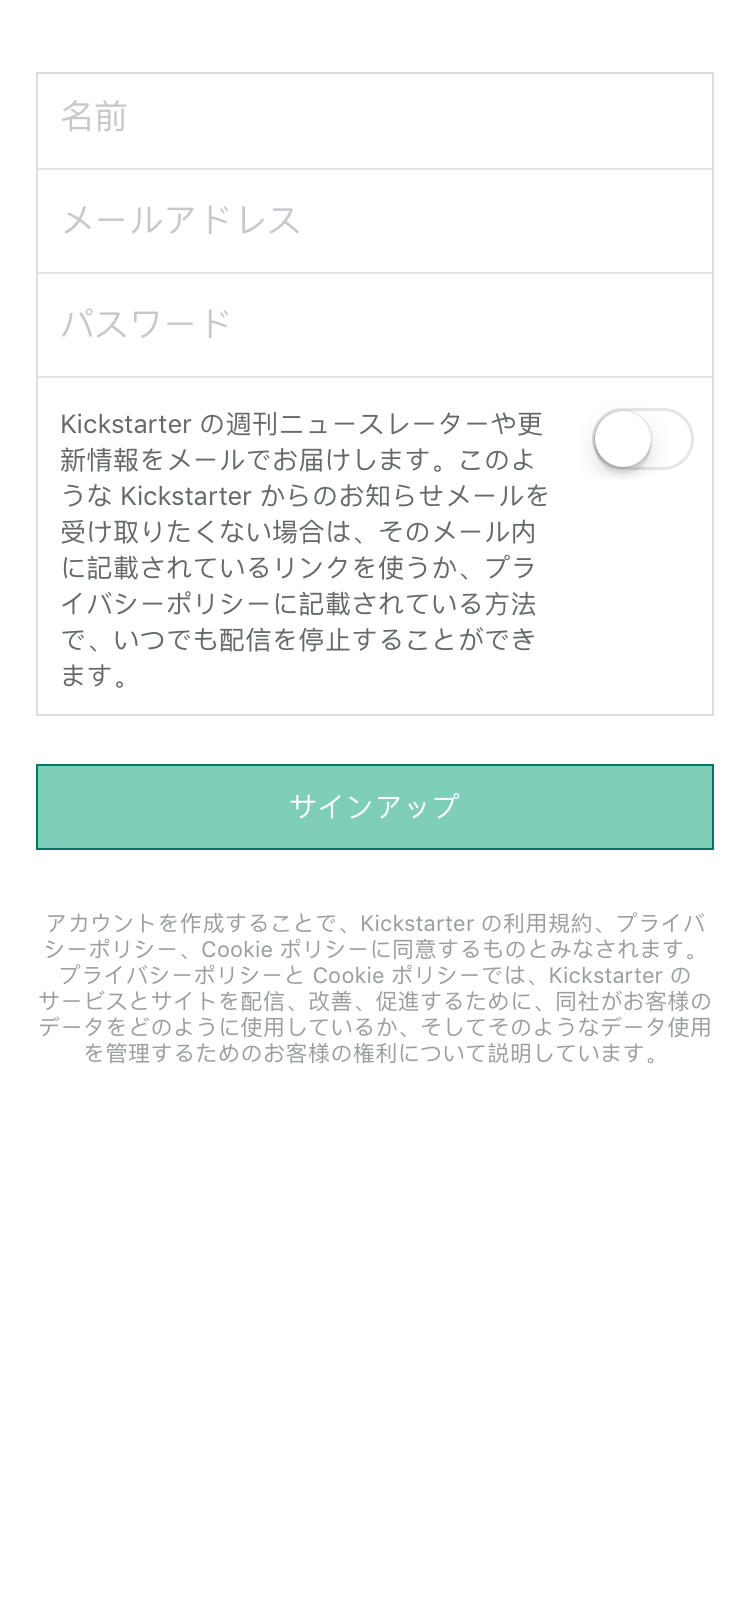 名前
メールアドレス
パスワード
Kickstarter の週刊ニュースレーターや更
新情報をメールでお届けします。このよ
うな Kickstarter からのお知らせメールを
受け取りたくない場合は、そのメール内
に記載されているリンクを使うか、プラ
イバシーポリシーに記載されている方法
で、いつでも配信を停止することができ
ます。
サインアップ
アカウントを作成することで、Kickstarter の利用規約、プライバ
シーポリシー、Cookie ポリシーに同意するものとみなされます。
プライバシーポリシーと Cookie ポリシーでは、Kickstarter の
サービスとサイトを配信、改善、促進するために、同社がお客様の
データをどのように使用しているか、そしてそのようなデータ使用
を管理するためのお客様の権利について説明しています。